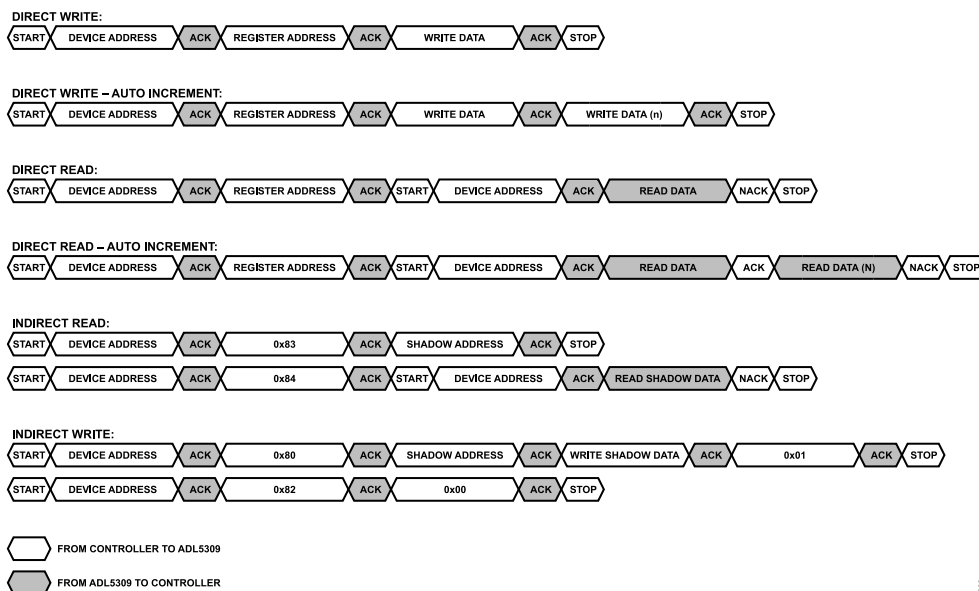 DIRECT WRITE:
START DEVICE ADDRESS ACK REGISTER ADDRESS ACK WRITE DATA ACK STOP
DIRECT WRITE – AUTO INCREMENT:
START DEVICE ADDRESS ACK REGISTER ADDRESS ACK WRITE DATA ACK WRITE DATA (n) ACK STOP
DIRECT READ:
START DEVICE ADDRESS ACK REGISTER ADDRESS ACK START DEVICE ADDRESS ACK READ DATA NACK STOP
DIRECT READ – AUTO INCREMENT:
START DEVICE ADDRESS ACK REGISTER ADDRESS ACK START DEVICE ADDRESS ACK READ DATA ACK READ DATA (N) NACK STOP
INDIRECT READ:
START DEVICE ADDRESS ACK 0x83 ACK SHADOW ADDRESS ACK STOP
START DEVICE ADDRESS ACK 0x84 ACK START DEVICE ADDRESS ACK READ SHADOW DATA NACK STOP
INDIRECT WRITE:
START DEVICE ADDRESS ACK 0x80 ACK SHADOW ADDRESS ACK WRITE SHADOW DATA ACK 0x01 ACK STOP
START DEVICE ADDRESS ACK 0x82 ACK 0x00 ACK STOP
FROM CONTROLLER TO ADL5309
FROM ADL5309 TO CONTROLLER